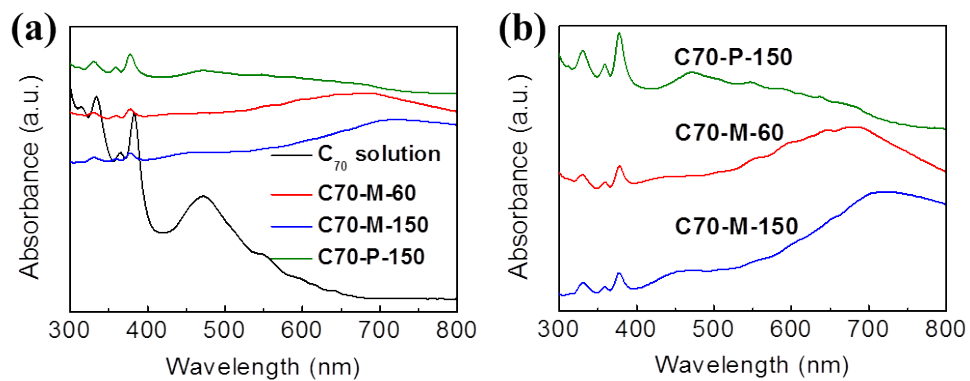 (a)
Absorbance (a.u.)
C₇₀ solution
C70-M-60
C70-M-150
C70-P-150
300 400 500 600 700 800
Wavelength (nm)
(b)
Absorbance (a.u.)
C70-P-150
C70-M-60
C70-M-150
300 400 500 600 700 800
Wavelength (nm)